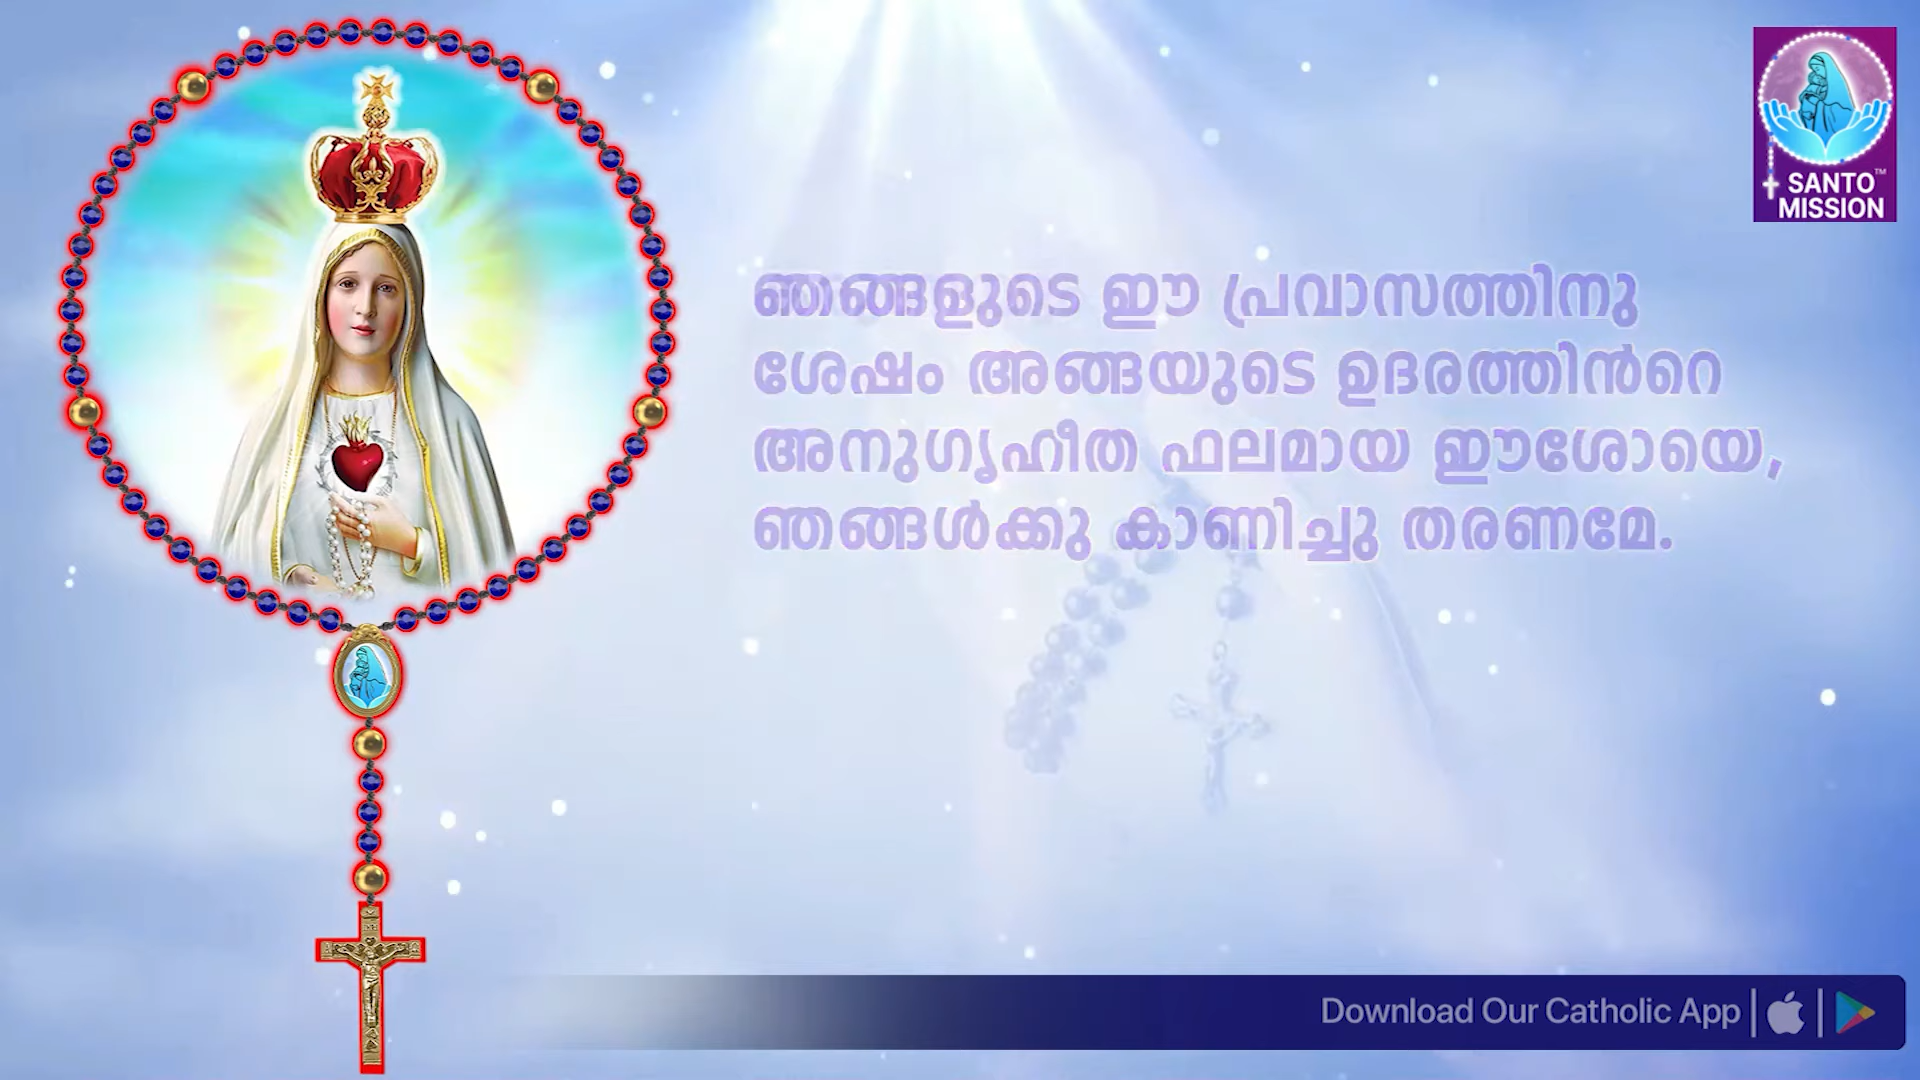 SANTO™
MISSION
ഞങ്ങളുടെ ഈ പ്രവാസത്തിനു
ശേഷം അങ്ങയുടെ ഉദരത്തിൻറെ
അനുഗൃഹീത ഫലമായ ഈശോയെ,
ഞങ്ങൾക്കു കാണിച്ചു തരണമേ.
Download Our Catholic App